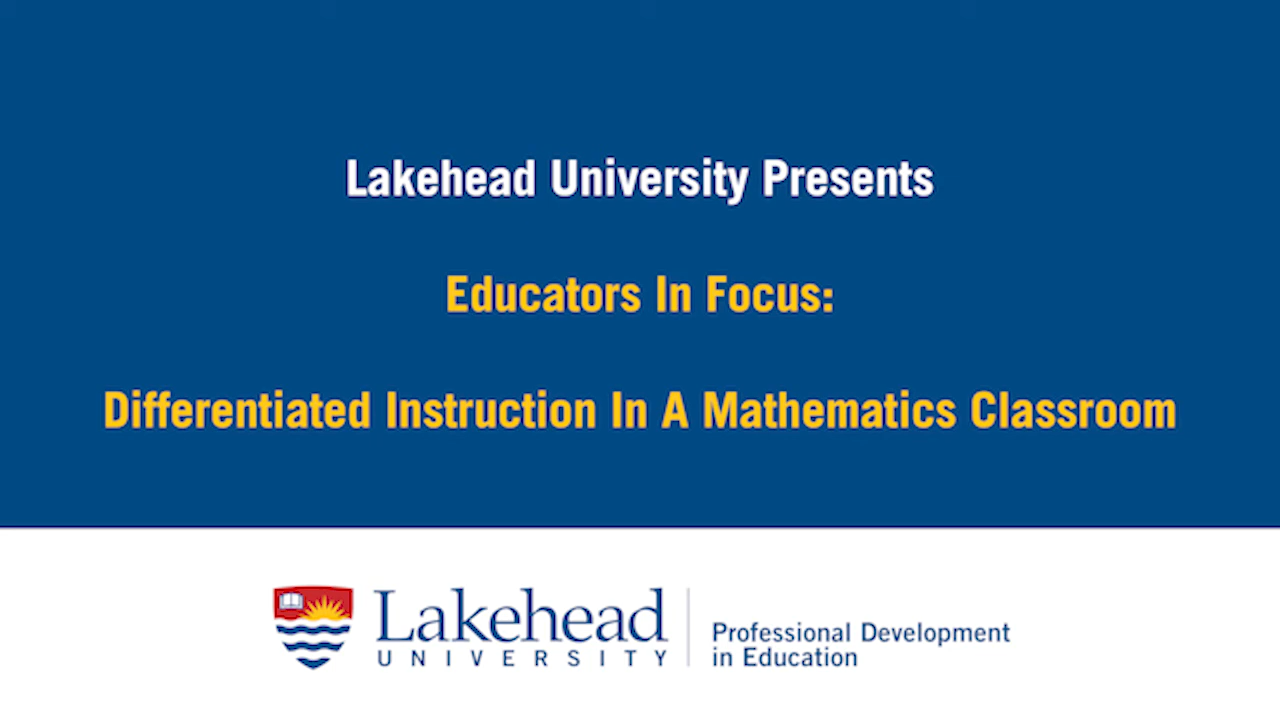 Lakehead University Presents
Educators In Focus:
Differentiated Instruction In A Mathematics Classroom
Lakehead
UNIVERSITY
Professional Development
in Education